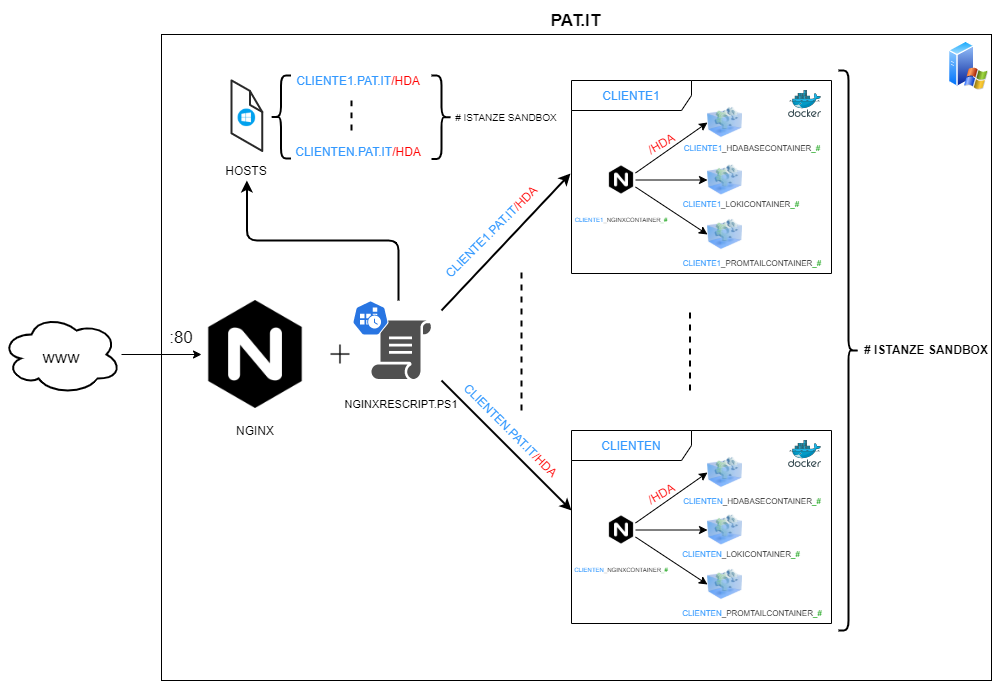 PAT.IT
CLIENTE1.PAT.IT/HDA
# ISTANZE SANDBOX
CLIENTEN.PAT.IT/HDA
HOSTS
CLIENTE1
docker
/HDA
CLIENTE1_HDABASECONTAINER_#
CLIENTE1_LOKICONTAINER_#
CLIENTE1_NGINXCONTAINER_#
CLIENTE1_PROMTAILCONTAINER_#
CLIENTE1.PAT.IT/HDA
www
:80
N
NGINX
+
NGINXRESCRIPT.PS1
# ISTANZE SANDBOX
CLIENTEN.PAT.IT/HDA
CLIENTEN
docker
/HDA
CLIENTEN_HDABASECONTAINER_#
CLIENTEN_LOKICONTAINER_#
CLIENTEN_NGINXCONTAINER_#
CLIENTEN_PROMTAILCONTAINER_#